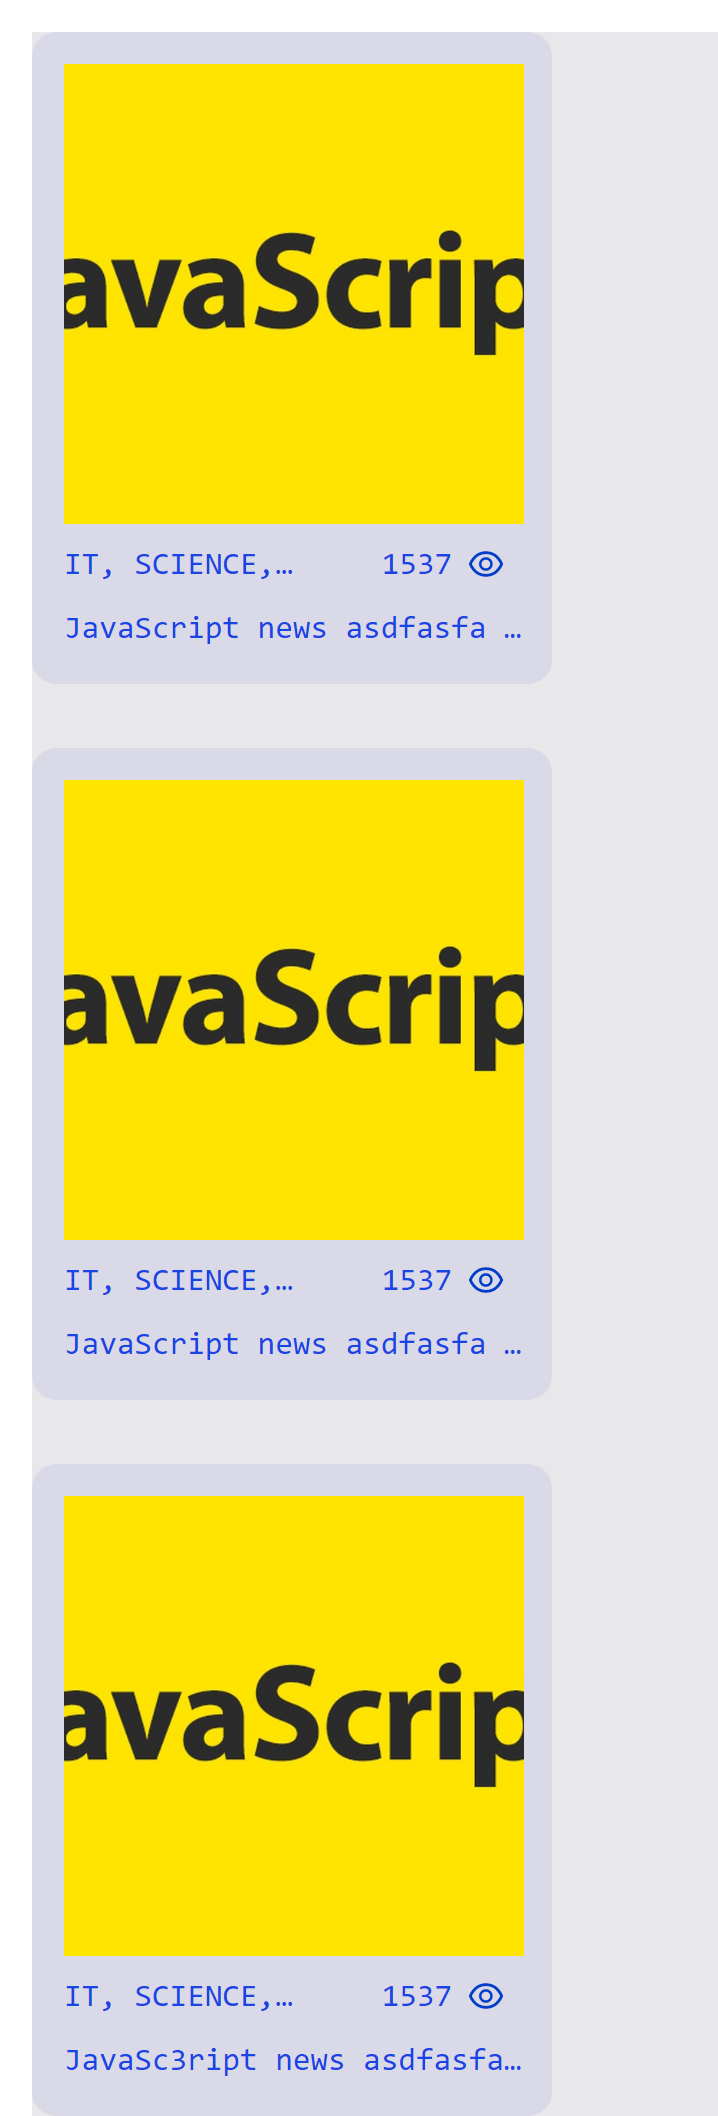 avaScrip
IT, SCIENCE,… 1537
JavaScript news asdfasfa …
avaScrip
IT, SCIENCE,… 1537
JavaScript news asdfasfa …
avaScrip
IT, SCIENCE,… 1537
JavaSc3ript news asdfasfa…